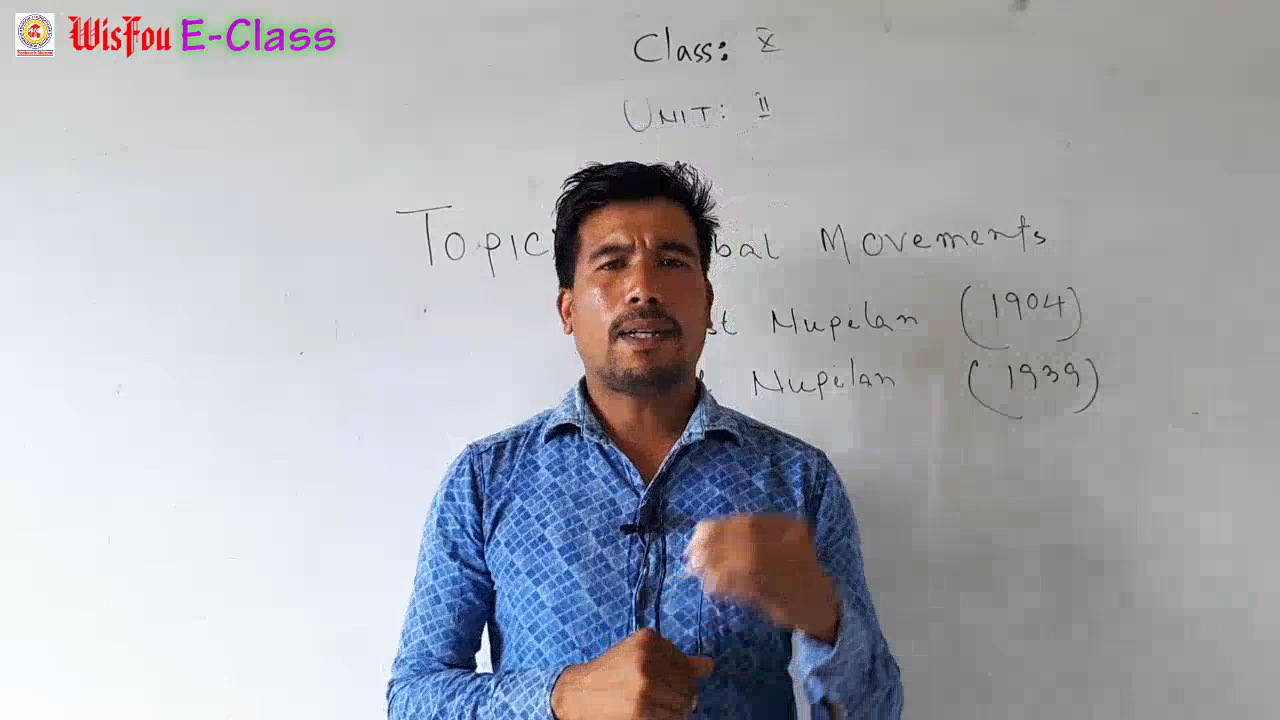 WisFou E-Class
Class: X
UNIT: II
Topic bal Movements
st Nupilan (1904)
Nupilan (1939)